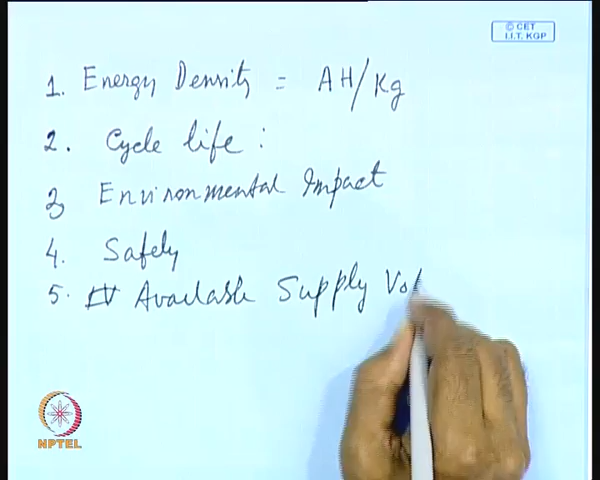 © CET
I.I.T. KGP
1. Energy Density = AH/Kg
2. Cycle life :
3 Environmental Impact
4. Safety
5. Available Supply Vol
NPTEL